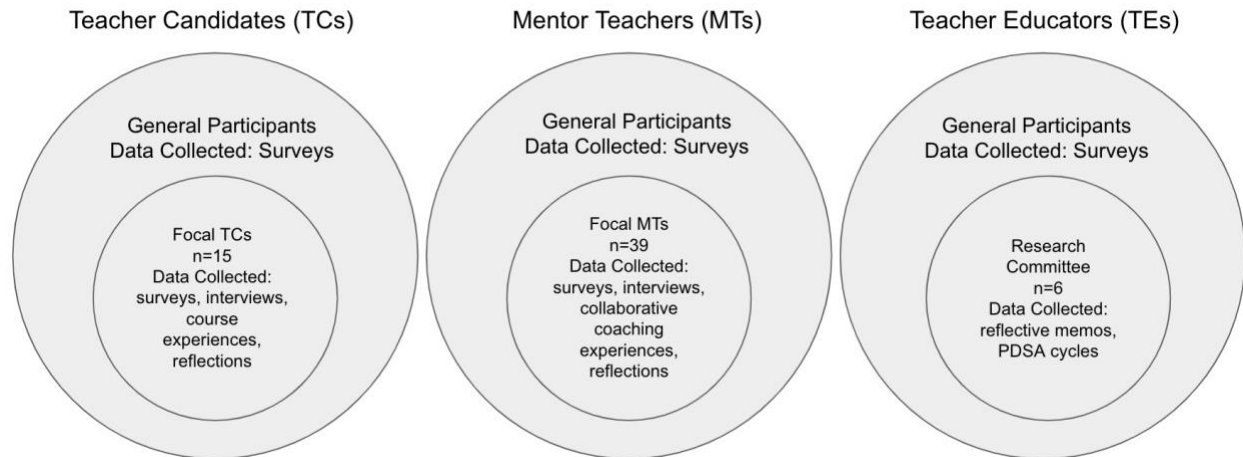 Teacher Candidates (TCs)
General Participants
Data Collected: Surveys
Focal TCs
n=15
Data Collected:
surveys, interviews,
course
experiences,
reflections
Mentor Teachers (MTs)
General Participants
Data Collected: Surveys
Focal MTs
n=39
Data Collected:
surveys, interviews,
collaborative
coaching
experiences,
reflections
Teacher Educators (TEs)
General Participants
Data Collected: Surveys
Research
Committee
n=6
Data Collected:
reflective memos,
PDSA cycles